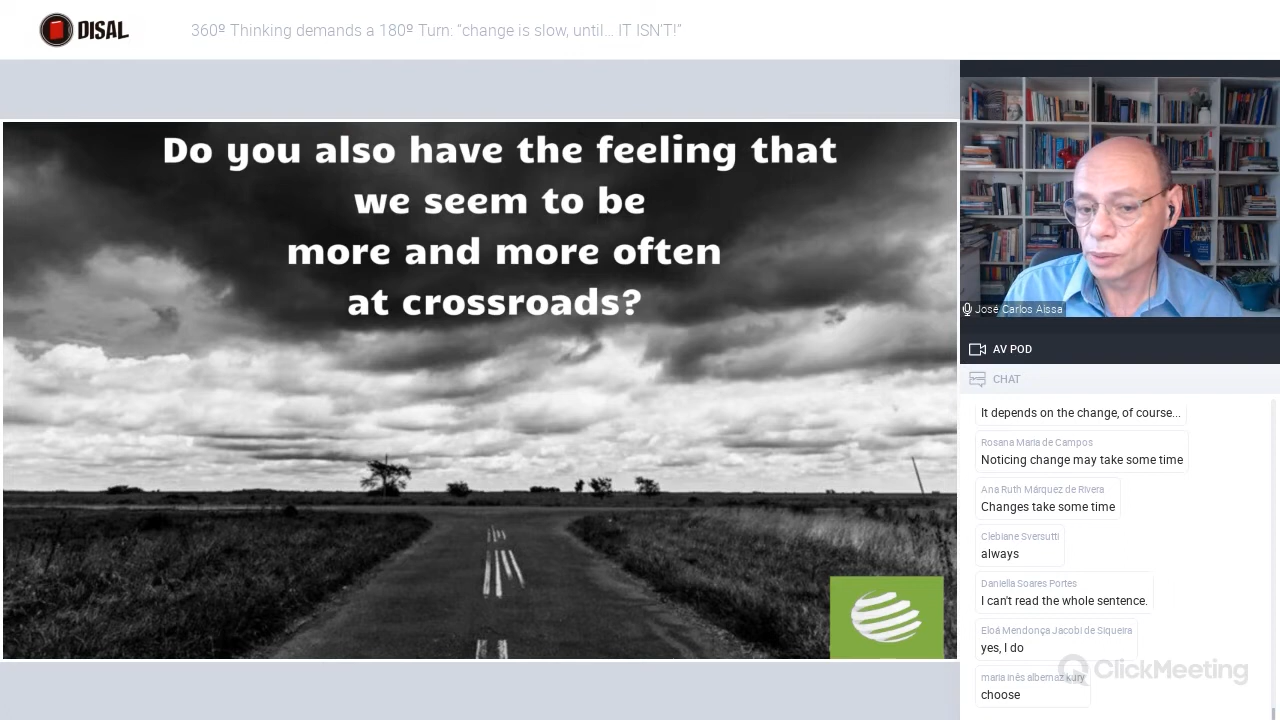 DISAL
360º Thinking demands a 180º Turn: “change is slow, until... IT ISN'T!”
Do you also have the feeling that
we seem to be
more and more often
at crossroads?
José Carlos Aissa
AV POD
CHAT
It depends on the change, of course...
Rosana Maria de Campos
Noticing change may take some time
Ana Ruth Márquez de Rivera
Changes take some time
Clebiane Sversutti
always
Daniella Soares Portes
I can't read the whole sentence.
Eloá Mendonça Jacobi de Siqueira
yes, I do
maria inês albernaz kury
choose
ClickMeeting